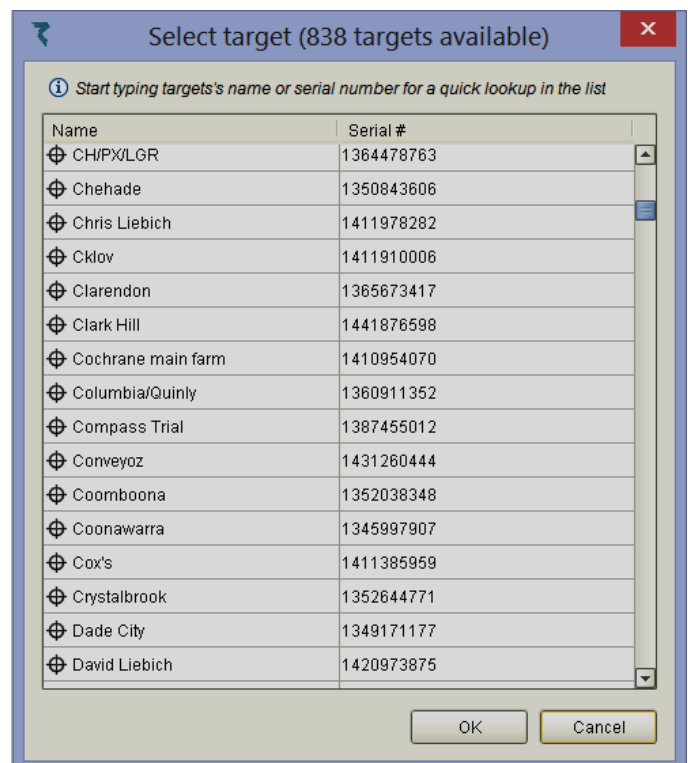 Select target (838 targets available)
Start typing targets's name or serial number for a quick lookup in the list
Name Serial #
CH/PX/LGR 1364478763
Chehade 1350843606
Chris Liebich 1411978282
Cklov 1411910006
Clarendon 1365673417
Clark Hill 1441876598
Cochrane main farm 1410954070
Columbia/Quinly 1360911352
Compass Trial 1387455012
Conveyoz 1431260444
Coomboona 1352038348
Coonawarra 1345997907
Cox's 1411385959
Crystalbrook 1352644771
Dade City 1349171177
David Liebich 1420973875
OK Cancel